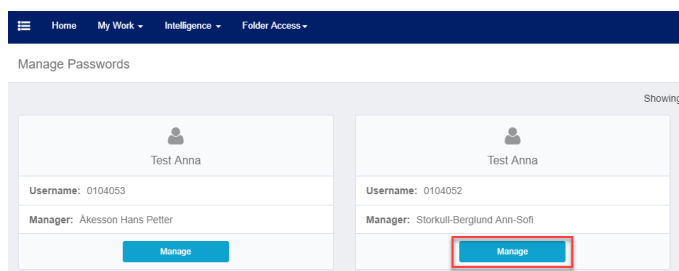 Home My Work Intelligence Folder Access
Manage Passwords
Showing
Test Anna
Username: 0104053
Manager: Åkesson Hans Petter
Manage
Test Anna
Username: 0104052
Manager: Storkull-Berglund Ann-Sofi
Manage